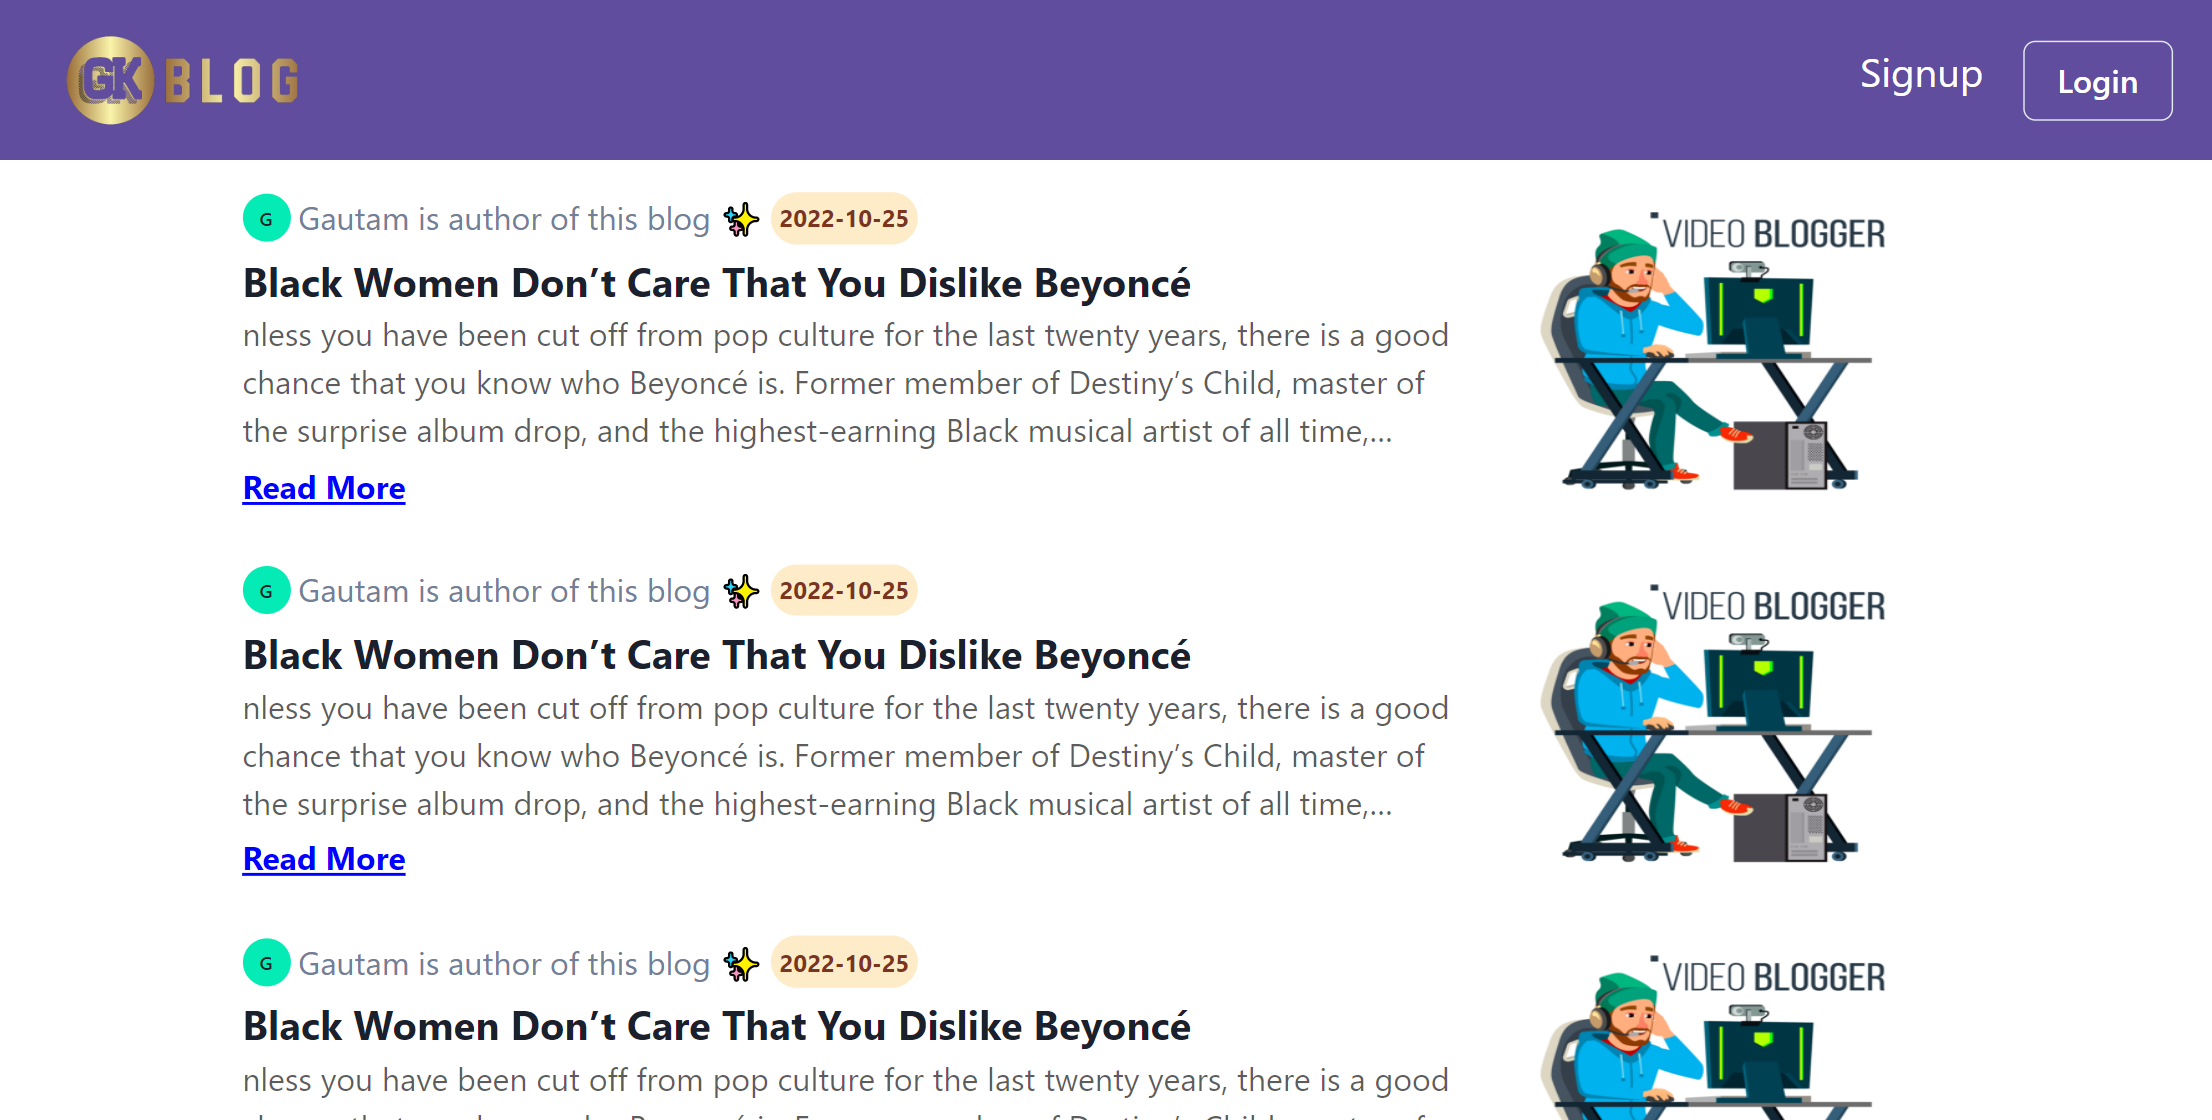 GK BLOG
Signup
Login
G Gautam is author of this blog ✨ 2022-10-25
Black Women Don’t Care That You Dislike Beyoncé
nless you have been cut off from pop culture for the last twenty years, there is a good
chance that you know who Beyoncé is. Former member of Destiny’s Child, master of
the surprise album drop, and the highest-earning Black musical artist of all time,...
Read More
VIDEO BLOGGER
G Gautam is author of this blog ✨ 2022-10-25
Black Women Don’t Care That You Dislike Beyoncé
nless you have been cut off from pop culture for the last twenty years, there is a good
chance that you know who Beyoncé is. Former member of Destiny’s Child, master of
the surprise album drop, and the highest-earning Black musical artist of all time,...
Read More
VIDEO BLOGGER
G Gautam is author of this blog ✨ 2022-10-25
Black Women Don’t Care That You Dislike Beyoncé
nless you have been cut off from pop culture for the last twenty years, there is a good
VIDEO BLOGGER